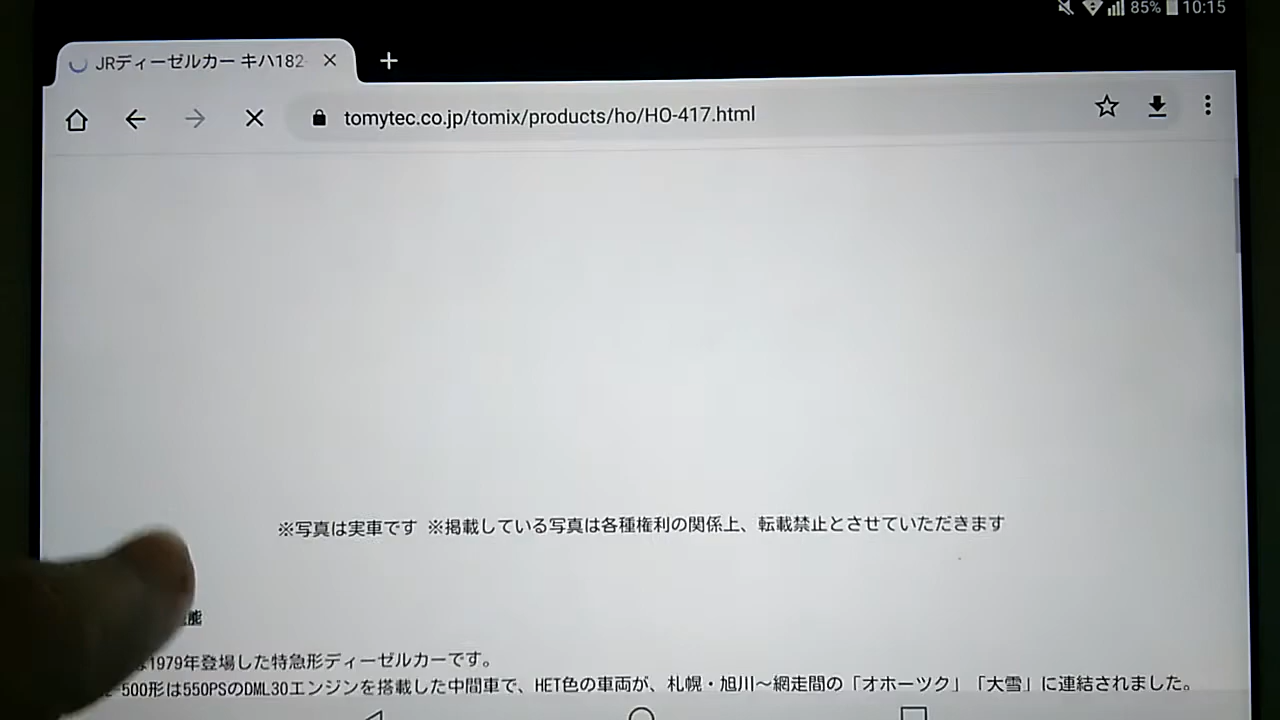 85% 10:15
JRディーゼルカー キハ182
tomytec.co.jp/tomix/products/ho/HO-417.html
※写真は実車です ※掲載している写真は各種権利の関係上、転載禁止とさせていただきます
能
は1979年登場した特急形ディーゼルカーです。
500形は550PSのDML30エンジンを搭載した中間車で、HET色の車両が、札幌・旭川～網走間の「オホーツク」「大雪」に連結されました。